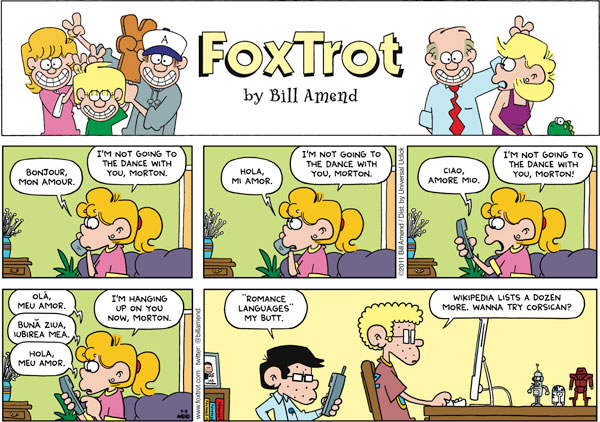 FoxTrot
by Bill Amend
A
BONJOUR,
MON AMOUR.
I'M NOT GOING TO
THE DANCE WITH
YOU, MORTON.
HOLA,
MI AMOR.
I'M NOT GOING TO
THE DANCE WITH
YOU, MORTON.
©2011 Bill Amend / Dist. by Universal Uclick
CIAO,
AMORE MIO.
I'M NOT GOING TO
THE DANCE WITH
YOU, MORTON!
OLÁ,
MEU AMOR.
BUNĂ ZIUA,
IUBIREA MEA.
HOLA,
MEU AMOR.
I'M HANGING
UP ON YOU
NOW, MORTON.
AMEND
www.foxtrot.com twitter: @billamend
"ROMANCE
LANGUAGES"
MY BUTT.
WIKIPEDIA LISTS A DOZEN
MORE. WANNA TRY CORSICAN?